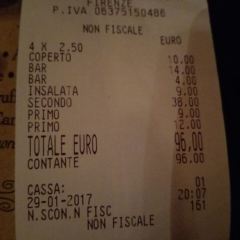 FIRENZE
P.IVA 06375150486
NON FISCALE
EURO
4 X 2.50
COPERTO 10.00
BAR 14.00
BAR 4.00
INSALATA 9.00
SECONDO 38.00
PRIMO 9.00
PRIMO 12.00
TOTALE EURO 96,00
CONTANTE 96.00
CASSA: 01
29-01-2017 20:07
N.SCON.N FISC 161
NON FISCALE